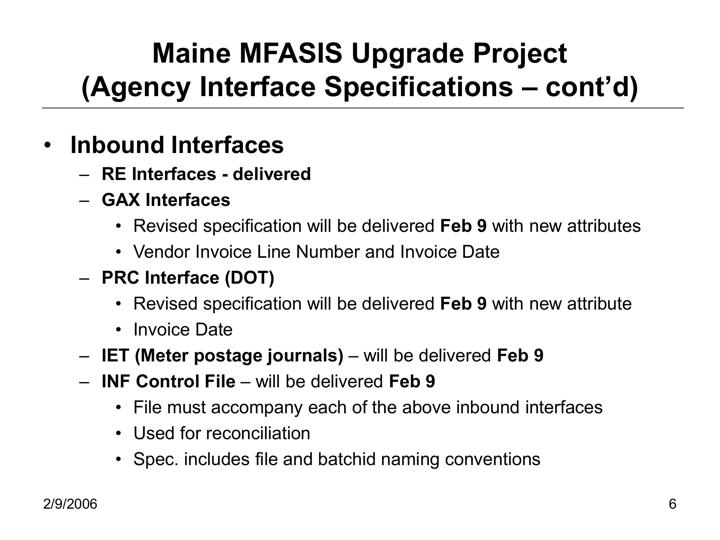 Maine MFASIS Upgrade Project
(Agency Interface Specifications – cont’d)
• Inbound Interfaces
– RE Interfaces - delivered
– GAX Interfaces
• Revised specification will be delivered Feb 9 with new attributes
• Vendor Invoice Line Number and Invoice Date
– PRC Interface (DOT)
• Revised specification will be delivered Feb 9 with new attribute
• Invoice Date
– IET (Meter postage journals) – will be delivered Feb 9
– INF Control File – will be delivered Feb 9
• File must accompany each of the above inbound interfaces
• Used for reconciliation
• Spec. includes file and batchid naming conventions
2/9/2006
6